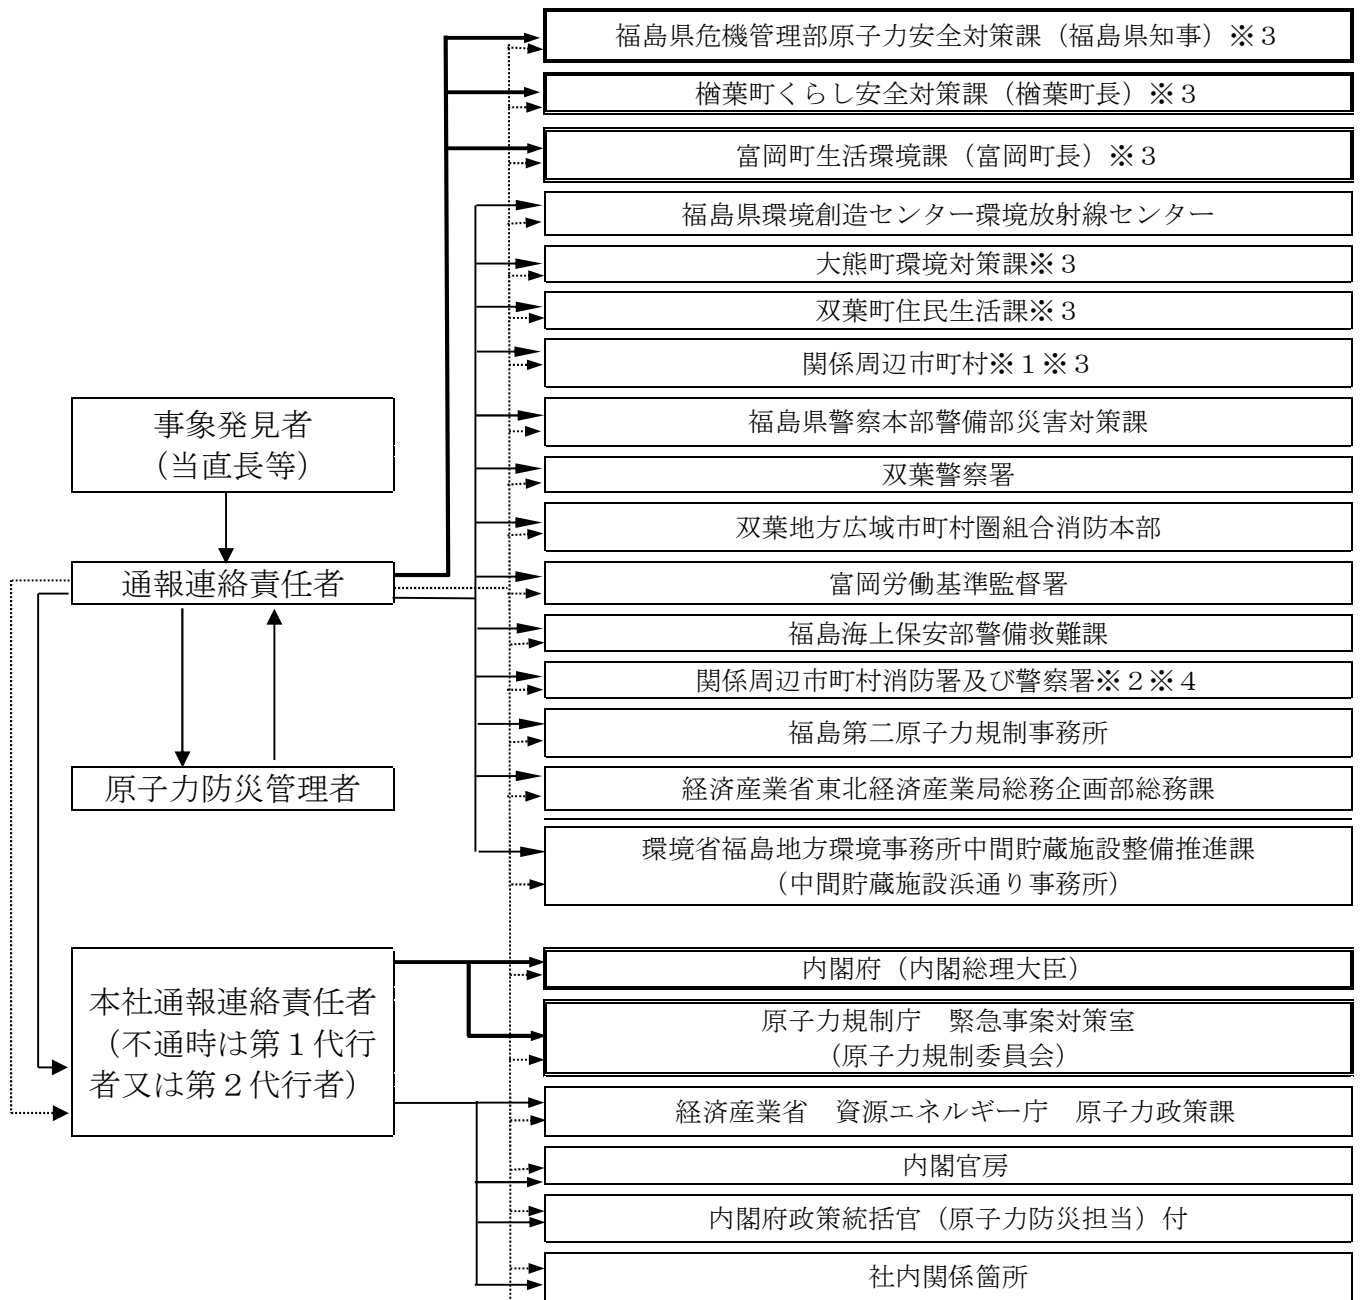 福島県危機管理部原子力安全対策課（福島県知事）※３
楢葉町くらし安全対策課（楢葉町長）※３
富岡町生活環境課（富岡町長）※３
福島県環境創造センター環境放射線センター
大熊町環境対策課※３
双葉町住民生活課※３
関係周辺市町村※１※３
福島県警察本部警備部災害対策課
双葉警察署
双葉地方広域市町村圏組合消防本部
富岡労働基準監督署
福島海上保安部警備救難課
関係周辺市町村消防署及び警察署※２※４
福島第二原子力規制事務所
経済産業省東北経済産業局総務企画部総務課
環境省福島地方環境事務所中間貯蔵施設整備推進課
（中間貯蔵施設浜通り事務所）
事象発見者
（当直長等）
通報連絡責任者
原子力防災管理者
本社通報連絡責任者
（不通時は第１代行
者又は第２代行者）
内閣府（内閣総理大臣）
原子力規制庁　緊急事案対策室
（原子力規制委員会）
経済産業省　資源エネルギー庁　原子力政策課
内閣官房
内閣府政策統括官（原子力防災担当）付
社内関係箇所